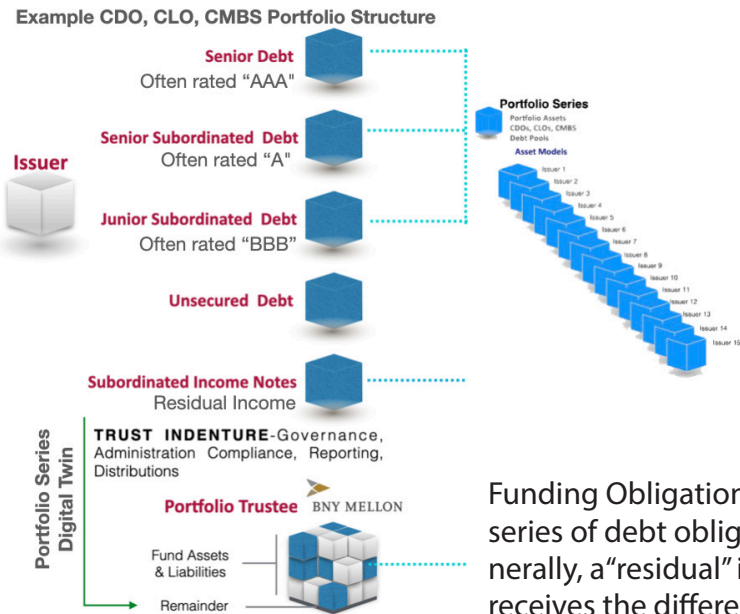 Example CDO, CLO, CMBS Portfolio Structure
Senior Debt
Often rated “AAA"
Senior Subordinated Debt
Often rated “A"
Issuer
Junior Subordinated Debt
Often rated “BBB”
Unsecured Debt
Subordinated Income Notes
Residual Income
Portfolio Series
Portfolio Assets
CDOs, CLOs, CMBS
Debt Pools
Asset Models
Issuer 1
Issuer 2
Issuer 3
Issuer 4
Issuer 5
Issuer 6
Issuer 7
Issuer 8
Issuer 9
Issuer 10
Issuer 11
Issuer 12
Issuer 13
Issuer 14
Issuer 15
Portfolio Series
Digital Twin
TRUST INDENTURE-Governance,
Administration Compliance, Reporting,
Distributions
Portfolio Trustee
BNY MELLON
Fund Assets
& Liabilities
Remainder
Funding Obligation
series of debt oblig
nerally, a“residual” i
receives the differe